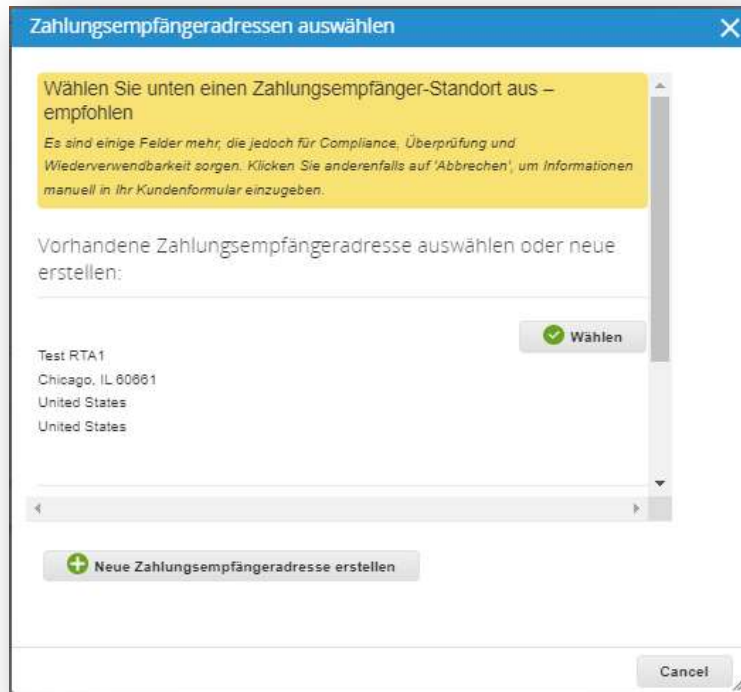 Zahlungsempfängeradressen auswählen
Wählen Sie unten einen Zahlungsempfänger-Standort aus –
empfohlen
Es sind einige Felder mehr, die jedoch für Compliance, Überprüfung und
Wiederverwendbarkeit sorgen. Klicken Sie anderenfalls auf 'Abbrechen', um Informationen
manuell in Ihr Kundenformular einzugeben.
Vorhandene Zahlungsempfängeradresse auswählen oder neue
erstellen:
Wählen
Test RTA1
Chicago, IL 60661
United States
United States
Neue Zahlungsempfängeradresse erstellen
Cancel